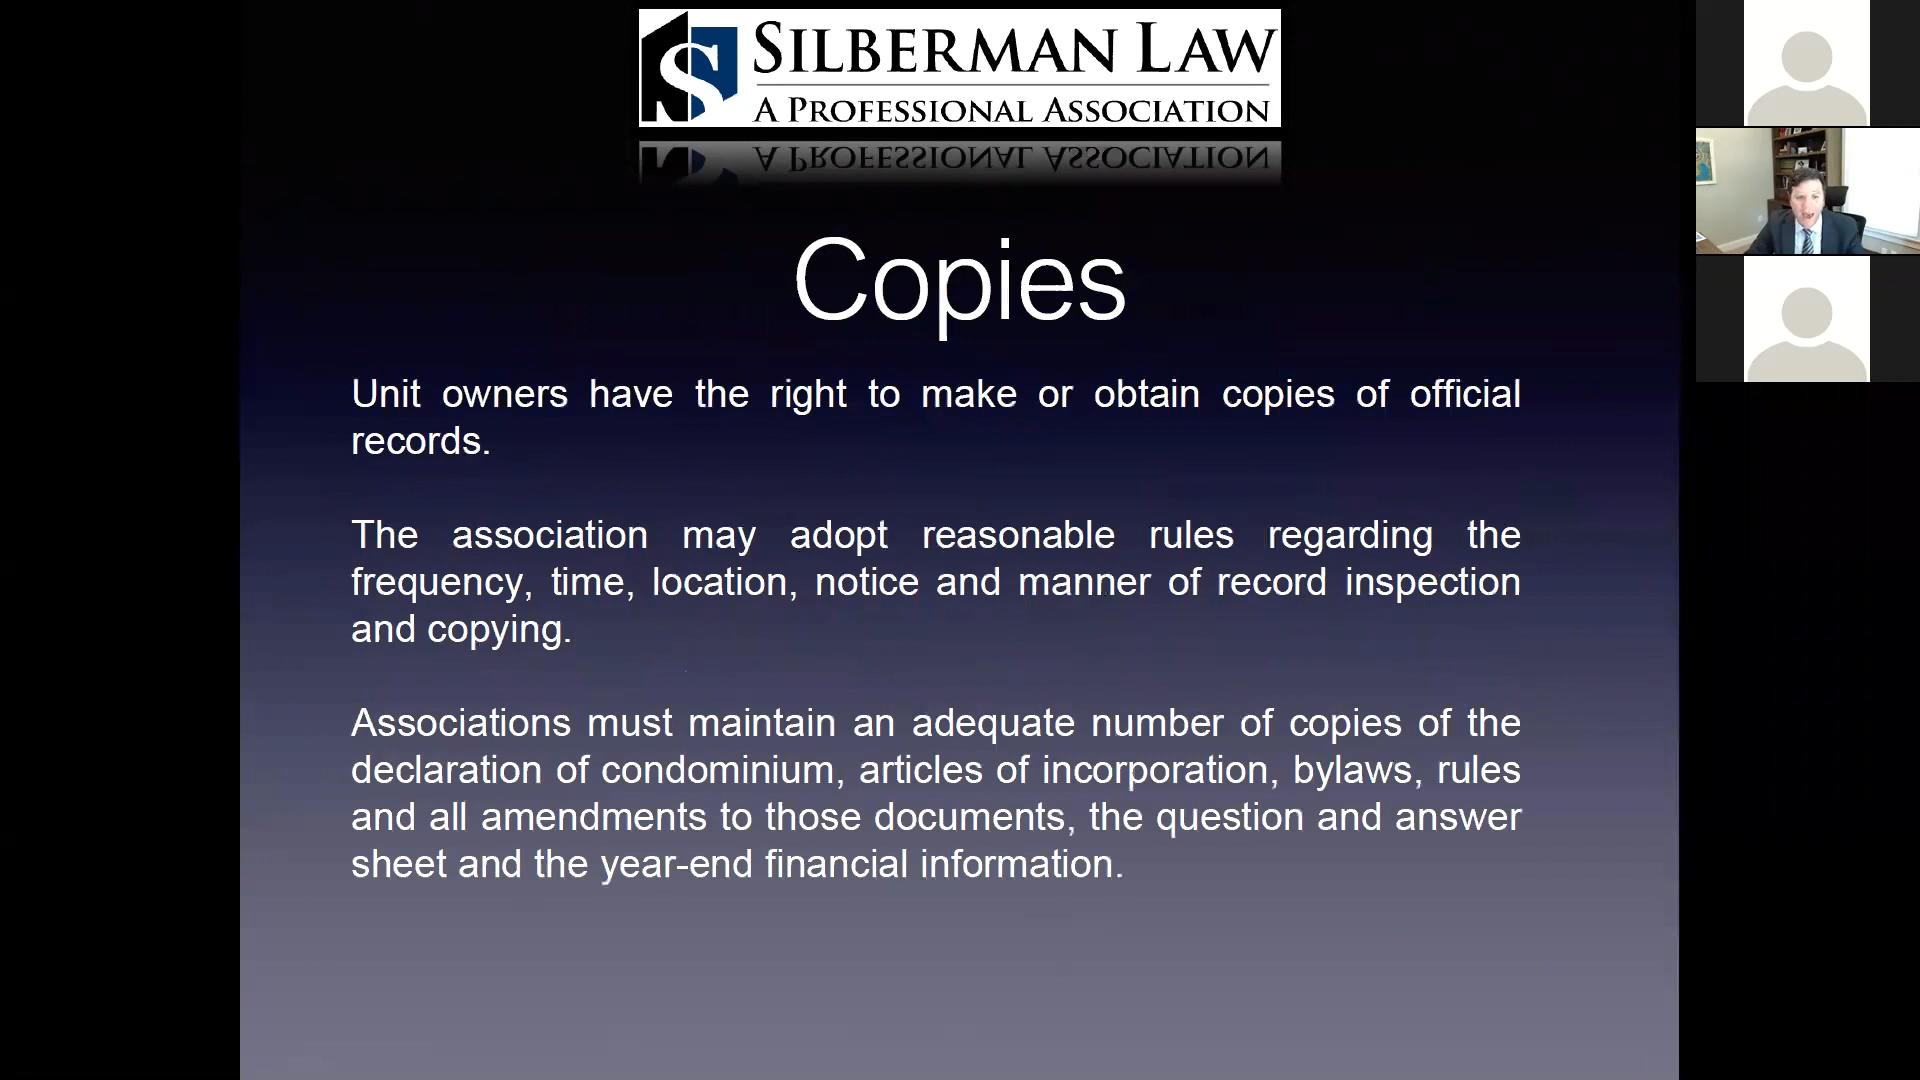 SILBERMAN LAW
A PROFESSIONAL ASSOCIATION
Copies
Unit owners have the right to make or obtain copies of official
records.
The association may adopt reasonable rules regarding the
frequency, time, location, notice and manner of record inspection
and copying.
Associations must maintain an adequate number of copies of the
declaration of condominium, articles of incorporation, bylaws, rules
and all amendments to those documents, the question and answer
sheet and the year-end financial information.